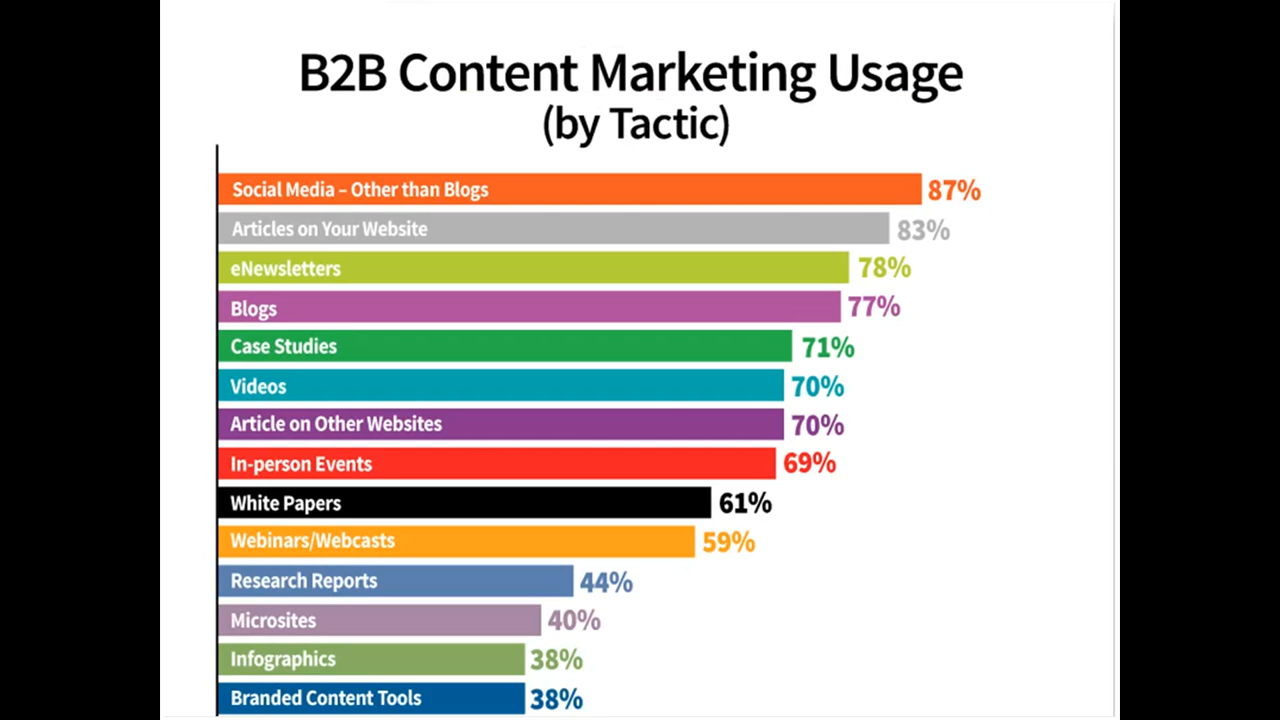 B2B Content Marketing Usage
(by Tactic)
Social Media – Other than Blogs 87%
Articles on Your Website 83%
eNewsletters 78%
Blogs 77%
Case Studies 71%
Videos 70%
Article on Other Websites 70%
In-person Events 69%
White Papers 61%
Webinars/Webcasts 59%
Research Reports 44%
Microsites 40%
Infographics 38%
Branded Content Tools 38%